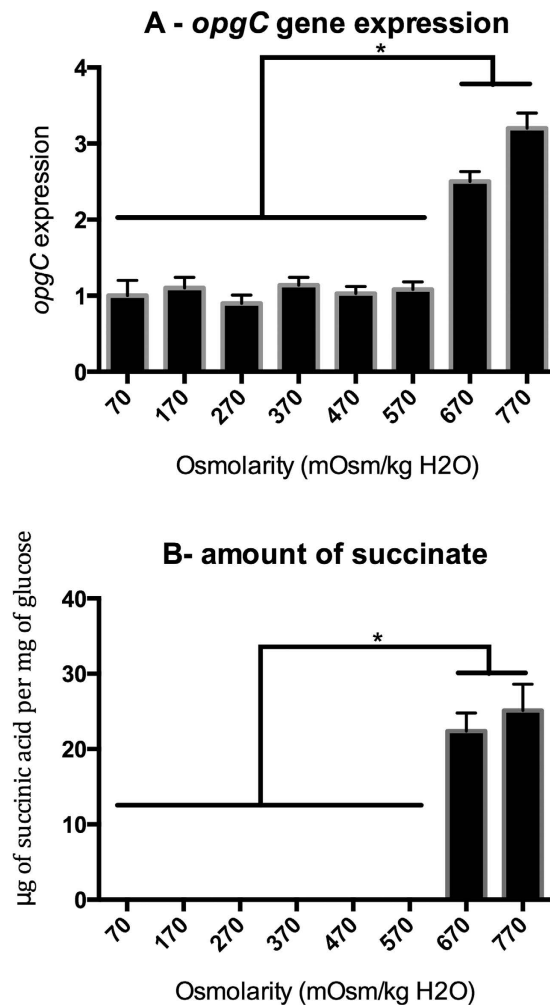 A - opgC gene expression
*
4
3
2
1
0
opgC expression
70 170 270 370 470 570 670 770
Osmolarity (mOsm/kg H2O)
B- amount of succinate
*
40
30
20
10
0
µg of succinic acid per mg of glucose
70 170 270 370 470 570 670 770
Osmolarity (mOsm/kg H2O)